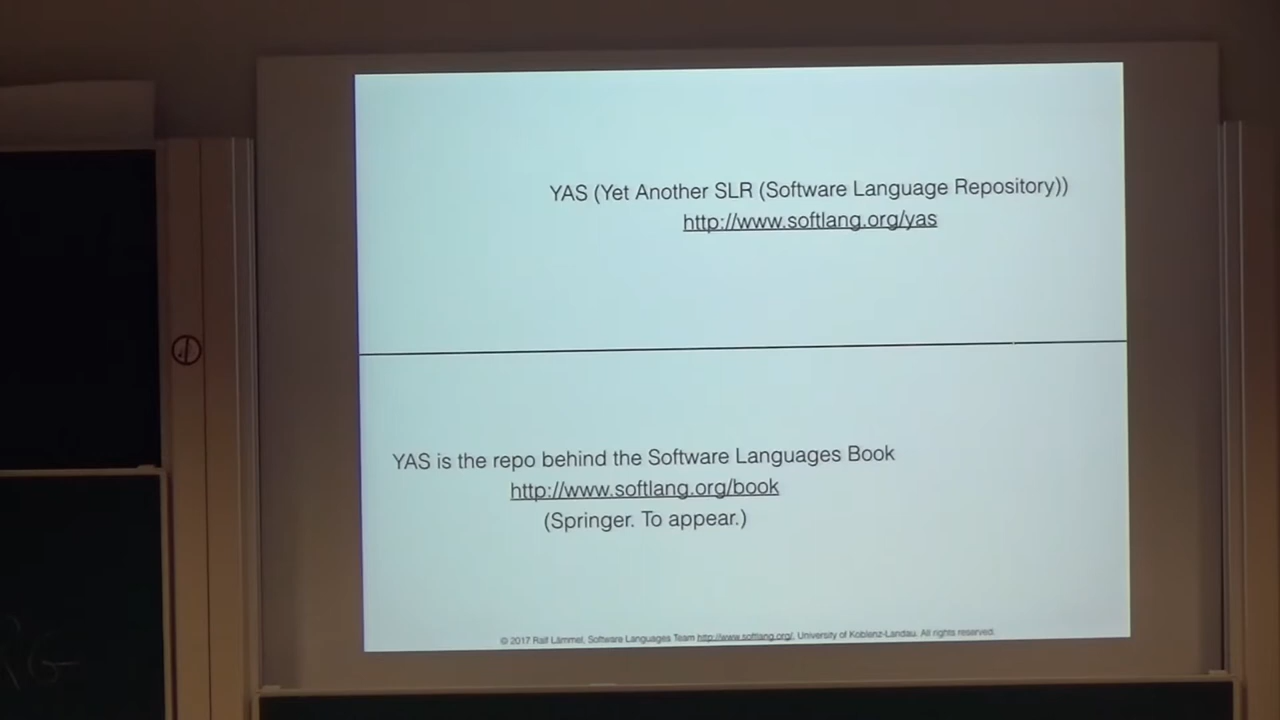 YAS (Yet Another SLR (Software Language Repository))
http://www.softlang.org/yas
YAS is the repo behind the Software Languages Book
http://www.softlang.org/book
(Springer. To appear.)
© 2017 Ralf Lämmel, Software Languages Team http://www.softlang.org/, University of Koblenz-Landau. All rights reserved.